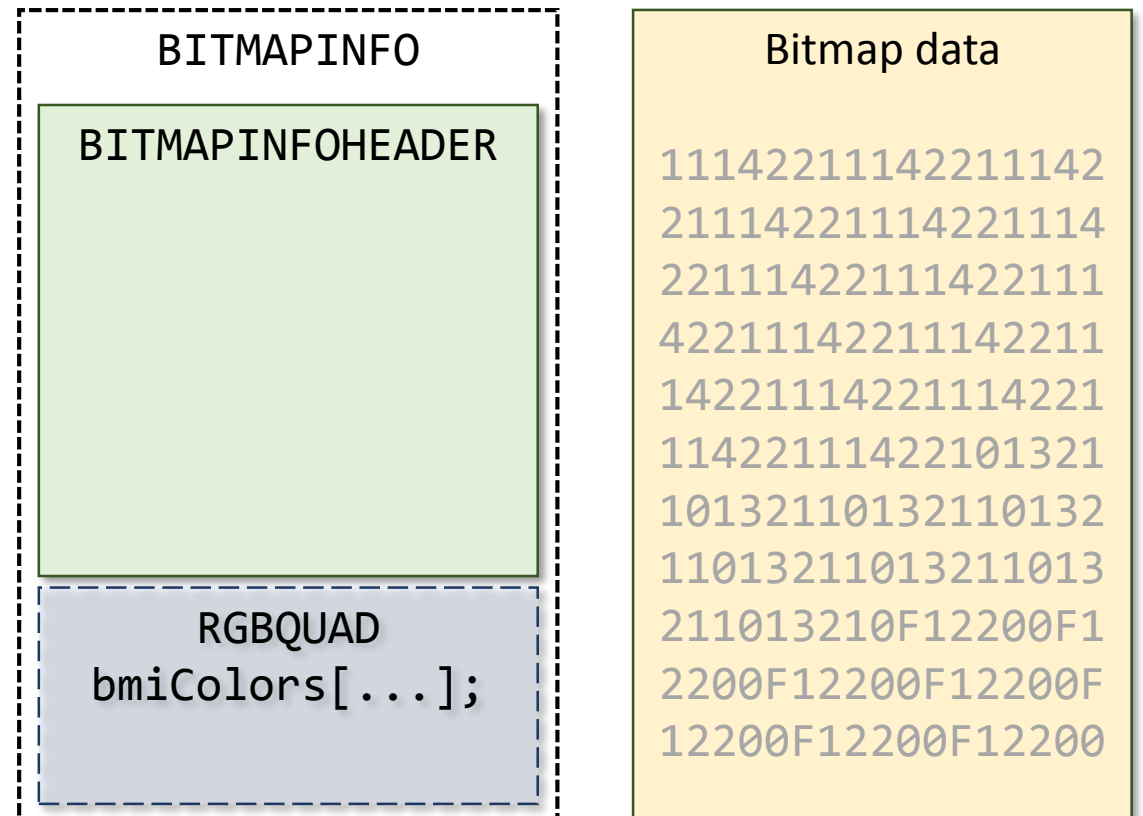 BITMAPINFO
BITMAPINFOHEADER
RGBQUAD
bmiColors[...];
Bitmap data
11142211142211142
21114221114221114
22111422111422111
42211142211142211
14221114221114221
11422111422101321
10132110132110132
11013211013211013
211013210F12200F1
2200F12200F12200F
12200F12200F12200